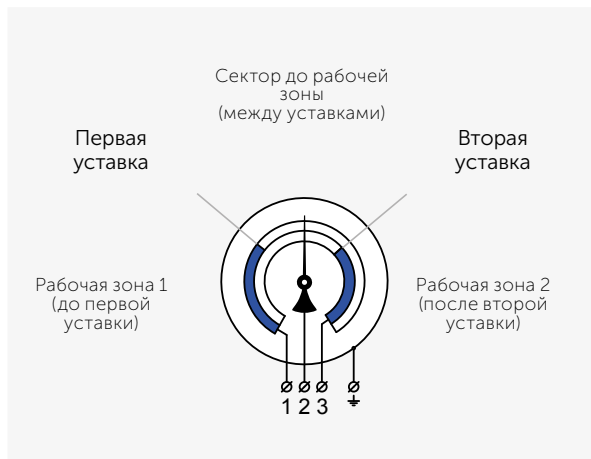 Сектор до рабочей
зоны
(между уставками)
Первая
уставка
Вторая
уставка
Рабочая зона 1
(до первой
уставки)
Рабочая зона 2
(после второй
уставки)
1 2 3